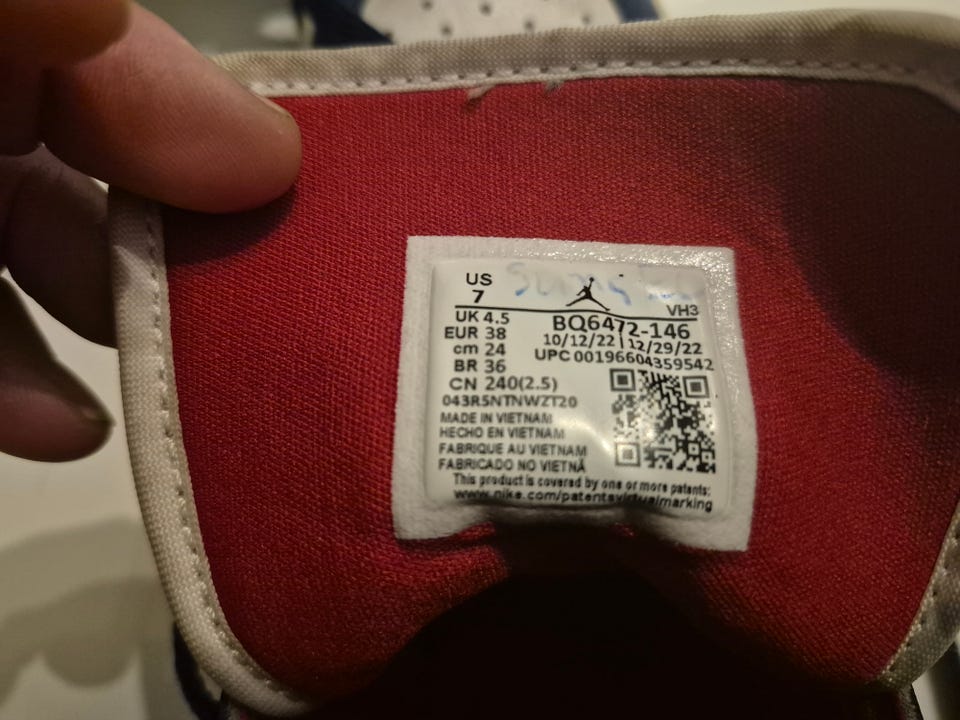 US
7
VH3
UK 4.5
EUR 38
cm 24
BR 36
CN 240(2.5)
BQ6472-146
10/12/22 | 12/29/22
UPC 00196604359542
043R5NTNWZT20
MADE IN VIETNAM
HECHO EN VIETNAM
FABRIQUE AU VIETNAM
FABRICADO NO VIETNÃ
This product is covered by one or more patents:
www.nike.com/patentsvirtualmarking